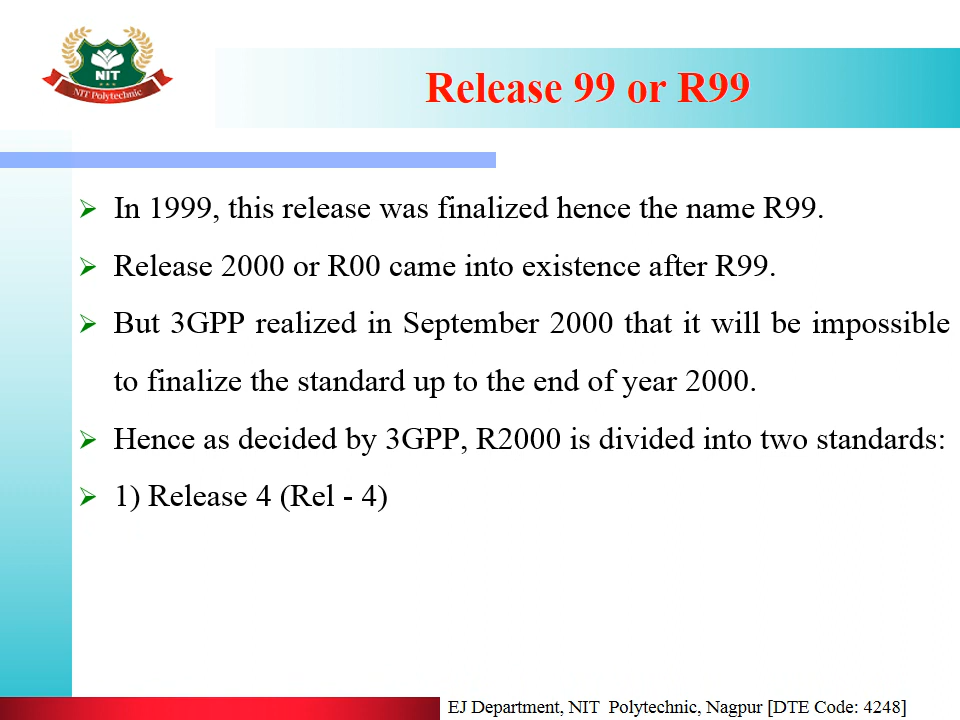 NIT
NIT Polytechnic
Release 99 or R99
In 1999, this release was finalized hence the name R99.
Release 2000 or R00 came into existence after R99.
But 3GPP realized in September 2000 that it will be impossible
to finalize the standard up to the end of year 2000.
Hence as decided by 3GPP, R2000 is divided into two standards:
1) Release 4 (Rel - 4)
EJ Department, NIT Polytechnic, Nagpur [DTE Code: 4248]